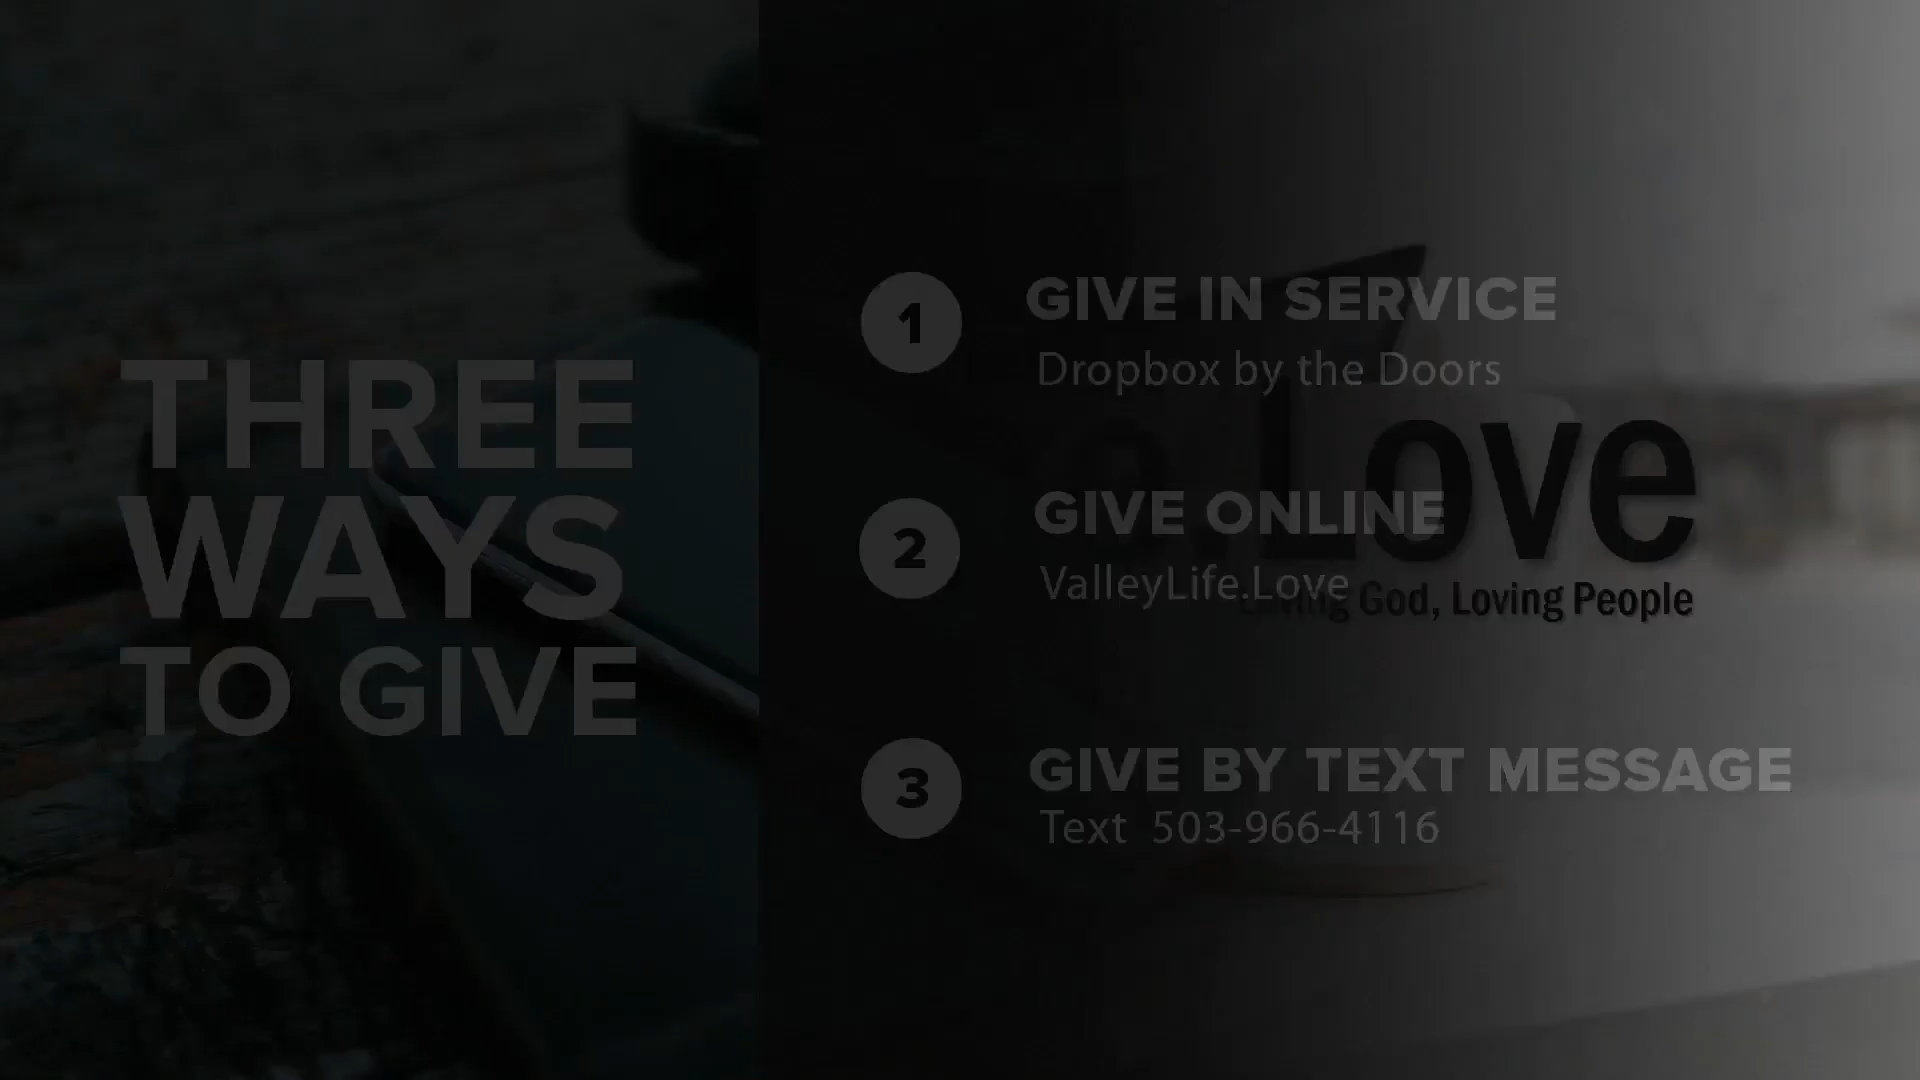 THREE
WAYS
TO GIVE
1
GIVE IN SERVICE
Dropbox by the Doors
2
GIVE ONLINE
ValleyLife.Love
3
GIVE BY TEXT MESSAGE
Text 503-966-4116
Love
Loving God, Loving People